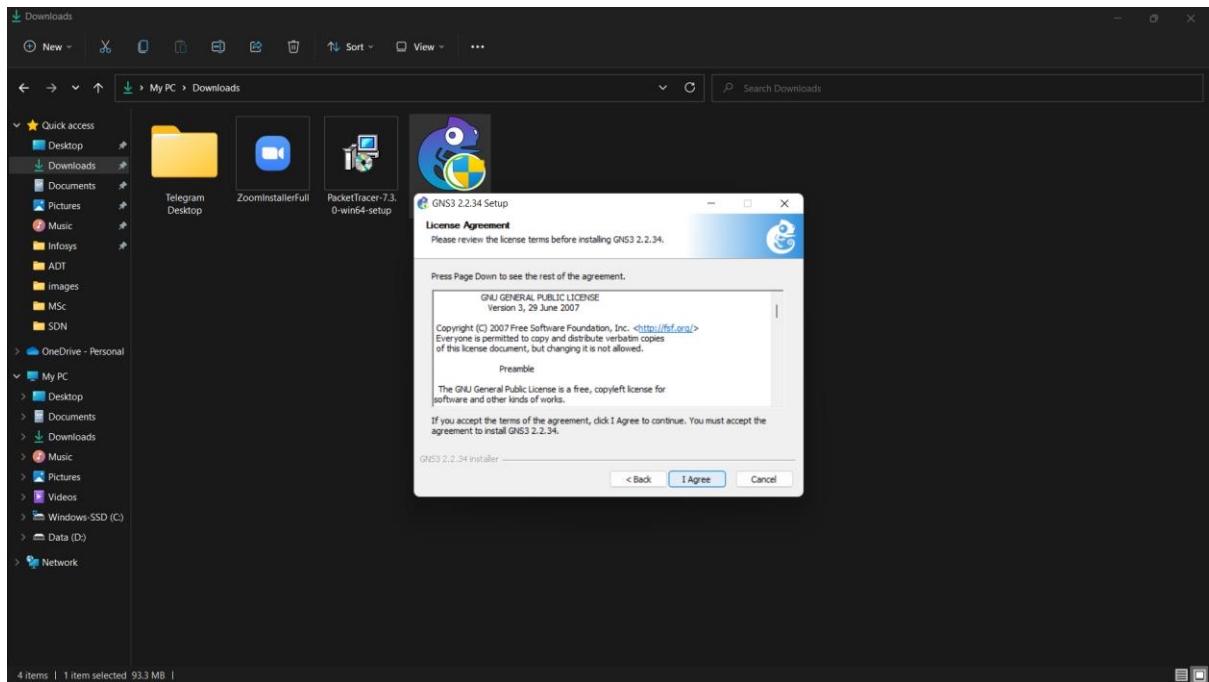 Downloads
New
Sort
View
My PC > Downloads
Search Downloads
Quick access
Desktop
Downloads
Documents
Pictures
Music
Infosys
ADT
images
MSc
SDN
OneDrive - Personal
My PC
Desktop
Documents
Downloads
Music
Pictures
Videos
Windows-SSD (C:)
Data (D:)
Network
Telegram
Desktop
ZoomInstallerFull
PacketTracer-7.3.
0-win64-setup
GNS3 2.2.34 Setup
License Agreement
Please review the license terms before installing GNS3 2.2.34.
Press Page Down to see the rest of the agreement.
GNU GENERAL PUBLIC LICENSE
Version 3, 29 June 2007
Copyright (C) 2007 Free Software Foundation, Inc. <http://fsf.org/>
Everyone is permitted to copy and distribute verbatim copies
of this license document, but changing it is not allowed.
Preamble
The GNU General Public License is a free, copyleft license for
software and other kinds of works.
If you accept the terms of the agreement, click I Agree to continue. You must accept the
agreement to install GNS3 2.2.34.
GNS3 2.2.34 installer
< Back
I Agree
Cancel
4 items | 1 item selected 93.3 MB |